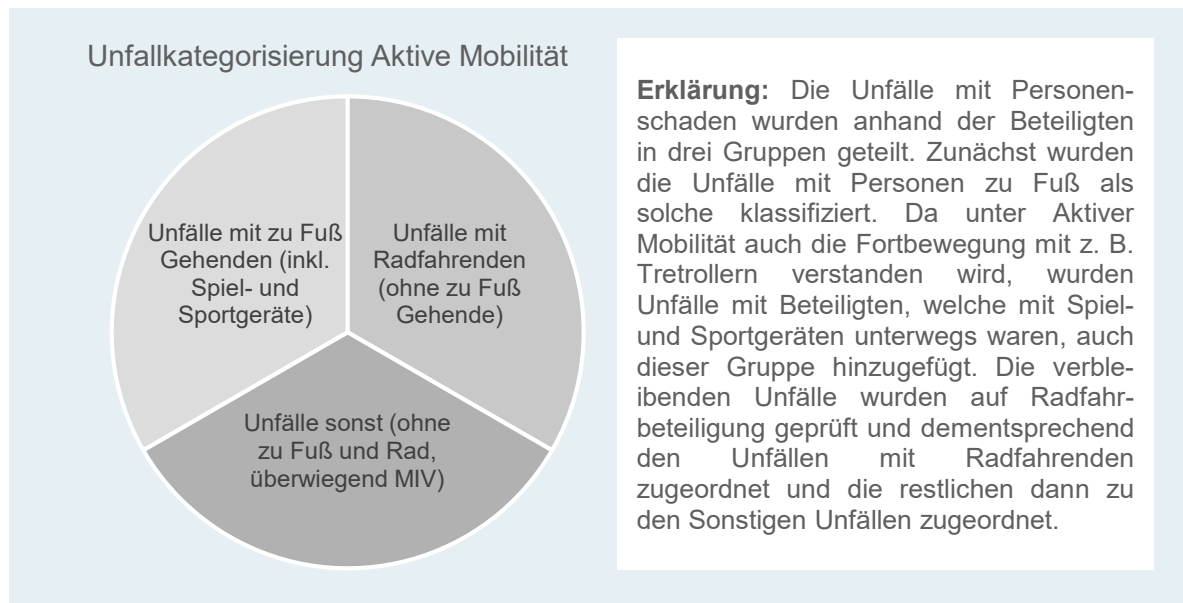 Unfallkategorisierung Aktive Mobilität
Unfälle mit zu Fuß
Gehenden (inkl.
Spiel- und
Sportgeräte)
Unfälle mit
Radfahrenden
(ohne zu Fuß
Gehende)
Unfälle sonst (ohne
zu Fuß und Rad,
überwiegend MIV)
Erklärung: Die Unfälle mit Personen-
schaden wurden anhand der Beteiligten
in drei Gruppen geteilt. Zunächst wurden
die Unfälle mit Personen zu Fuß als
solche klassifiziert. Da unter Aktiver
Mobilität auch die Fortbewegung mit z. B.
Tretrollern verstanden wird, wurden
Unfälle mit Beteiligten, welche mit Spiel-
und Sportgeräten unterwegs waren, auch
dieser Gruppe hinzugefügt. Die verble-
ibenden Unfälle wurden auf Radfahr-
beteiligung geprüft und dementsprechend
den Unfällen mit Radfahrenden
zugeordnet und die restlichen dann zu
den Sonstigen Unfällen zugeordnet.